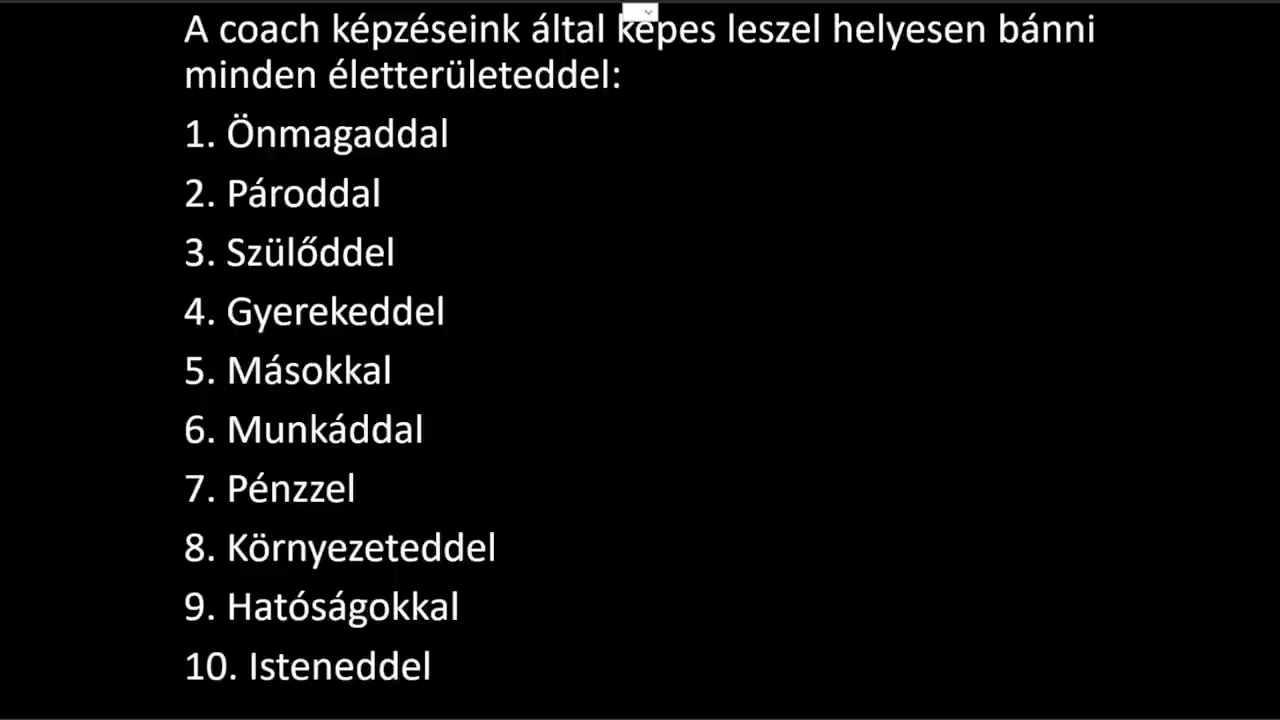 A coach képzéseink által képes leszel helyesen bánni
minden életterületeddel:
1. Önmagaddal
2. Pároddal
3. Szülőddel
4. Gyerekeddel
5. Másokkal
6. Munkáddal
7. Pénzzel
8. Környezeteddel
9. Hatóságokkal
10. Isteneddel